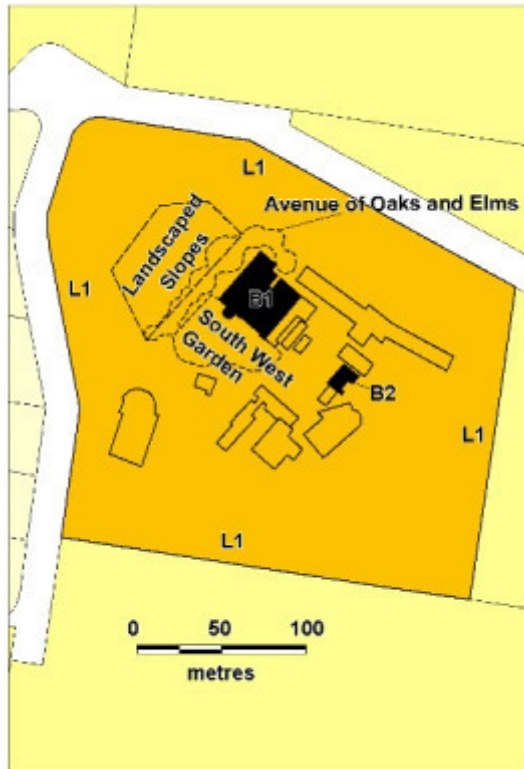 L1
Avenue of Oaks and Elms
Landscaped
Slopes
L1
B1
South West
Garden
B2
L1
L1
0 50 100
metres